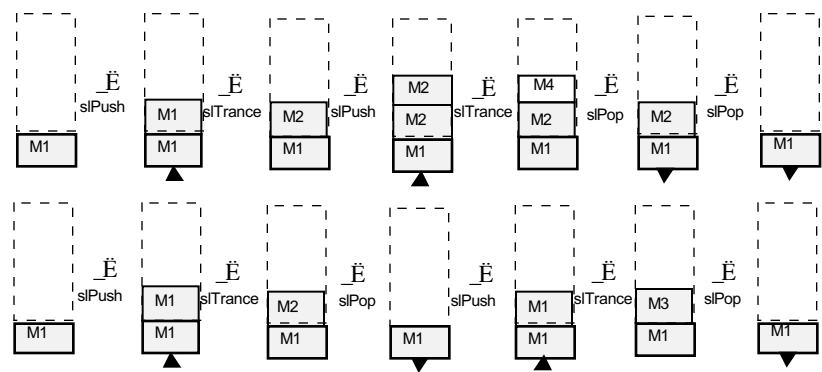 _Ë _Ë _Ë _Ë _Ë _Ë
M2 M4
slPush M1 slTrance M2 slPush M2 slTrance M2 slPop M2 slPop
M1 M1 M1 M1 M1 M1 M1
_Ë _Ë _Ë _Ë _Ë _Ë
slPush M1 slTrance M2 slPop slPush M1 slTrance M3 slPop
M1 M1 M1 M1 M1 M1 M1